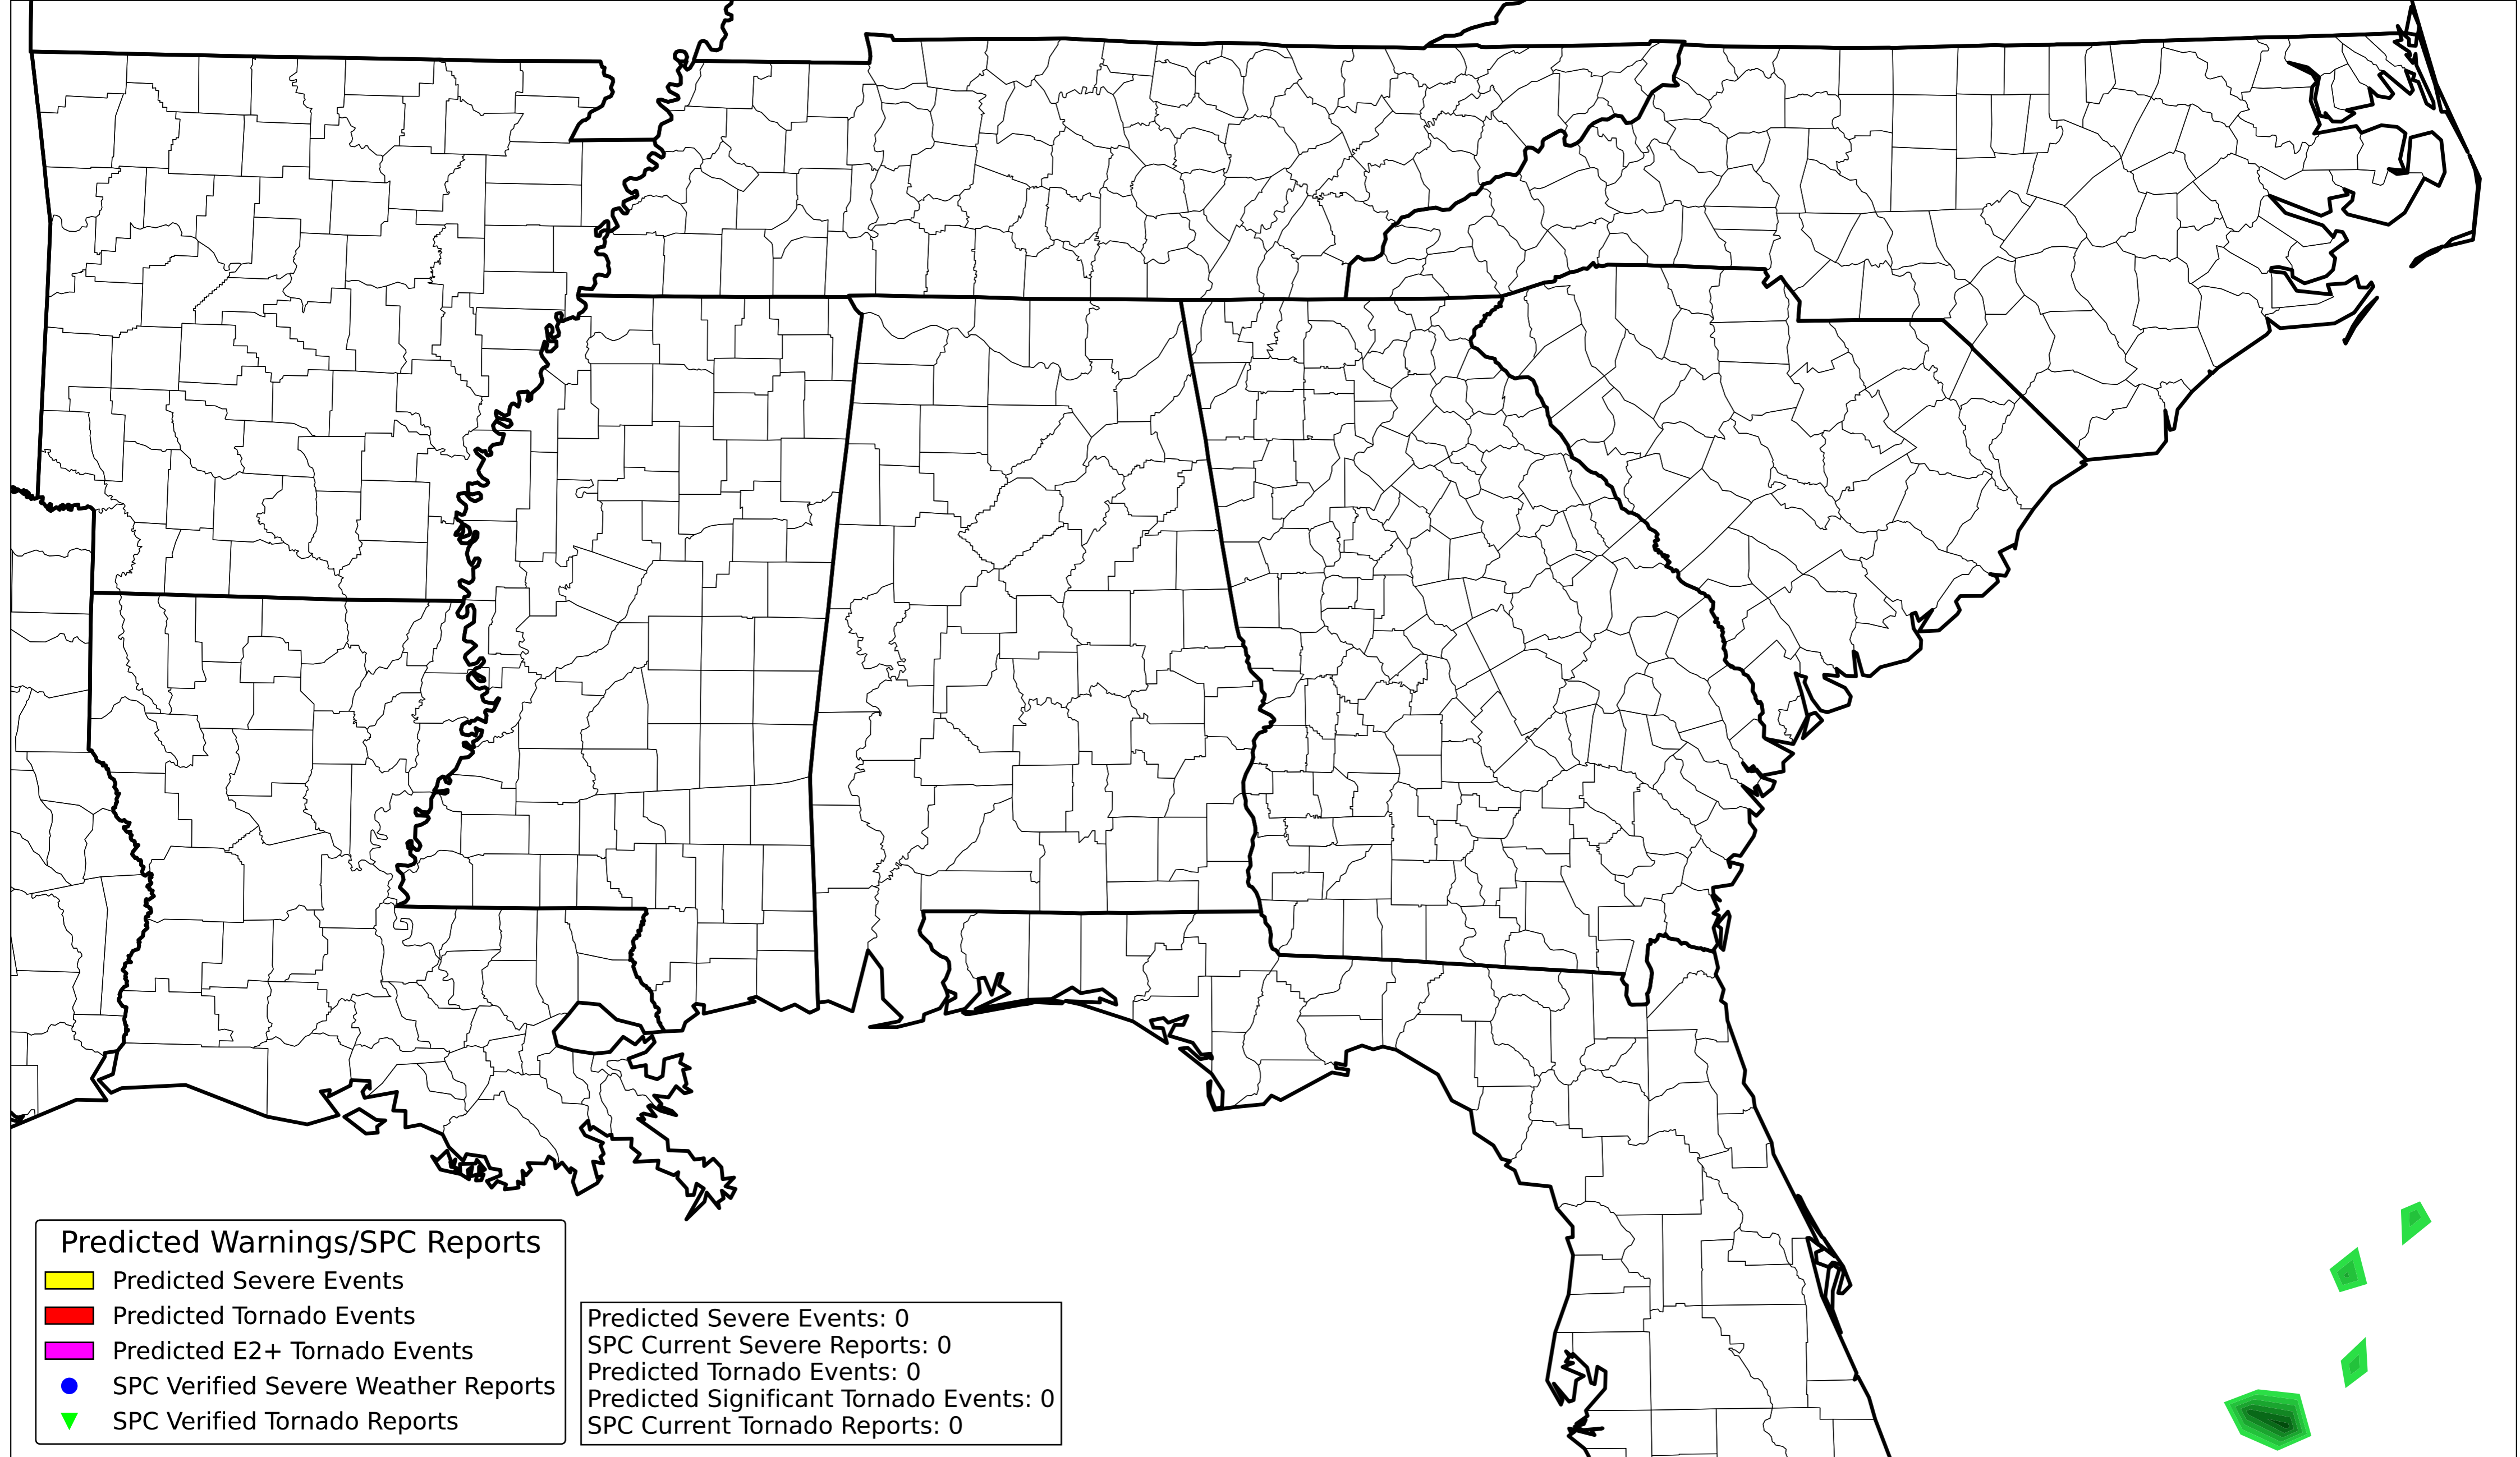 Predicted Warnings/SPC Reports
Predicted Severe Events
Predicted Tornado Events
Predicted E2+ Tornado Events
SPC Verified Severe Weather Reports
SPC Verified Tornado Reports
Predicted Severe Events: 0
SPC Current Severe Reports: 0
Predicted Tornado Events: 0
Predicted Significant Tornado Events: 0
SPC Current Tornado Reports: 0